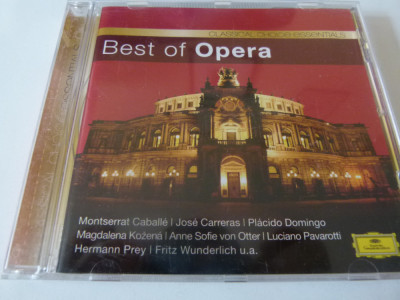 CLASSICAL CHOICE/ESSENTIALS
Best of Opera
Montserrat Caballé | José Carreras | Plácido Domingo
Magdalena Kožená | Anne Sofie von Otter | Luciano Pavarotti
Hermann Prey | Fritz Wunderlich u.a.